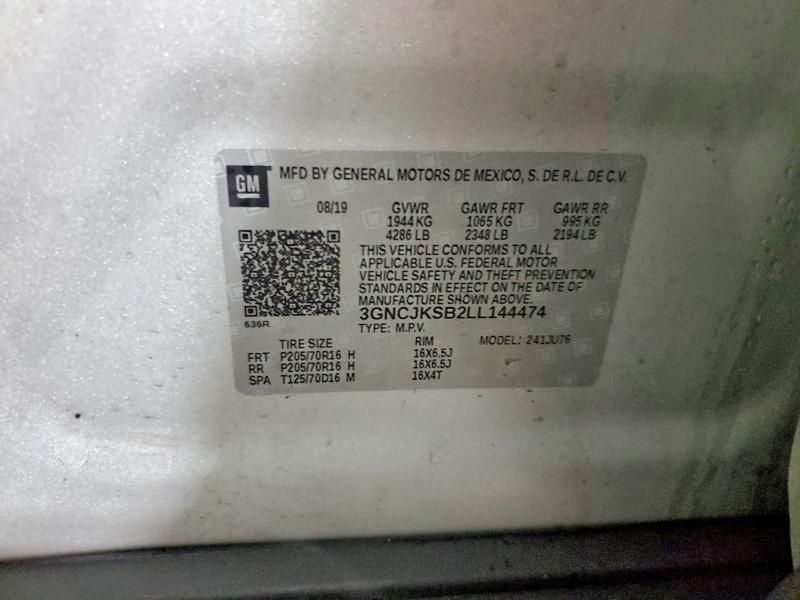 GM MFD BY GENERAL MOTORS DE MEXICO, S. DE R.L. DE C.V.
08/19 GVWR GAWR FRT GAWR RR
1944 KG 1065 KG 995 KG
4286 LB 2348 LB 2194 LB
THIS VEHICLE CONFORMS TO ALL
APPLICABLE U.S. FEDERAL MOTOR
VEHICLE SAFETY AND THEFT PREVENTION
STANDARDS IN EFFECT ON THE DATE OF
MANUFACTURE SHOWN ABOVE.
3GNCJKSB2LL144474
636R
TYPE: M.P.V.
TIRE SIZE RIM MODEL: 241JU76
FRT P205/70R16 H 16X6.5J
RR P205/70R16 H 16X6.5J
SPA T125/70D16 M 16X4T